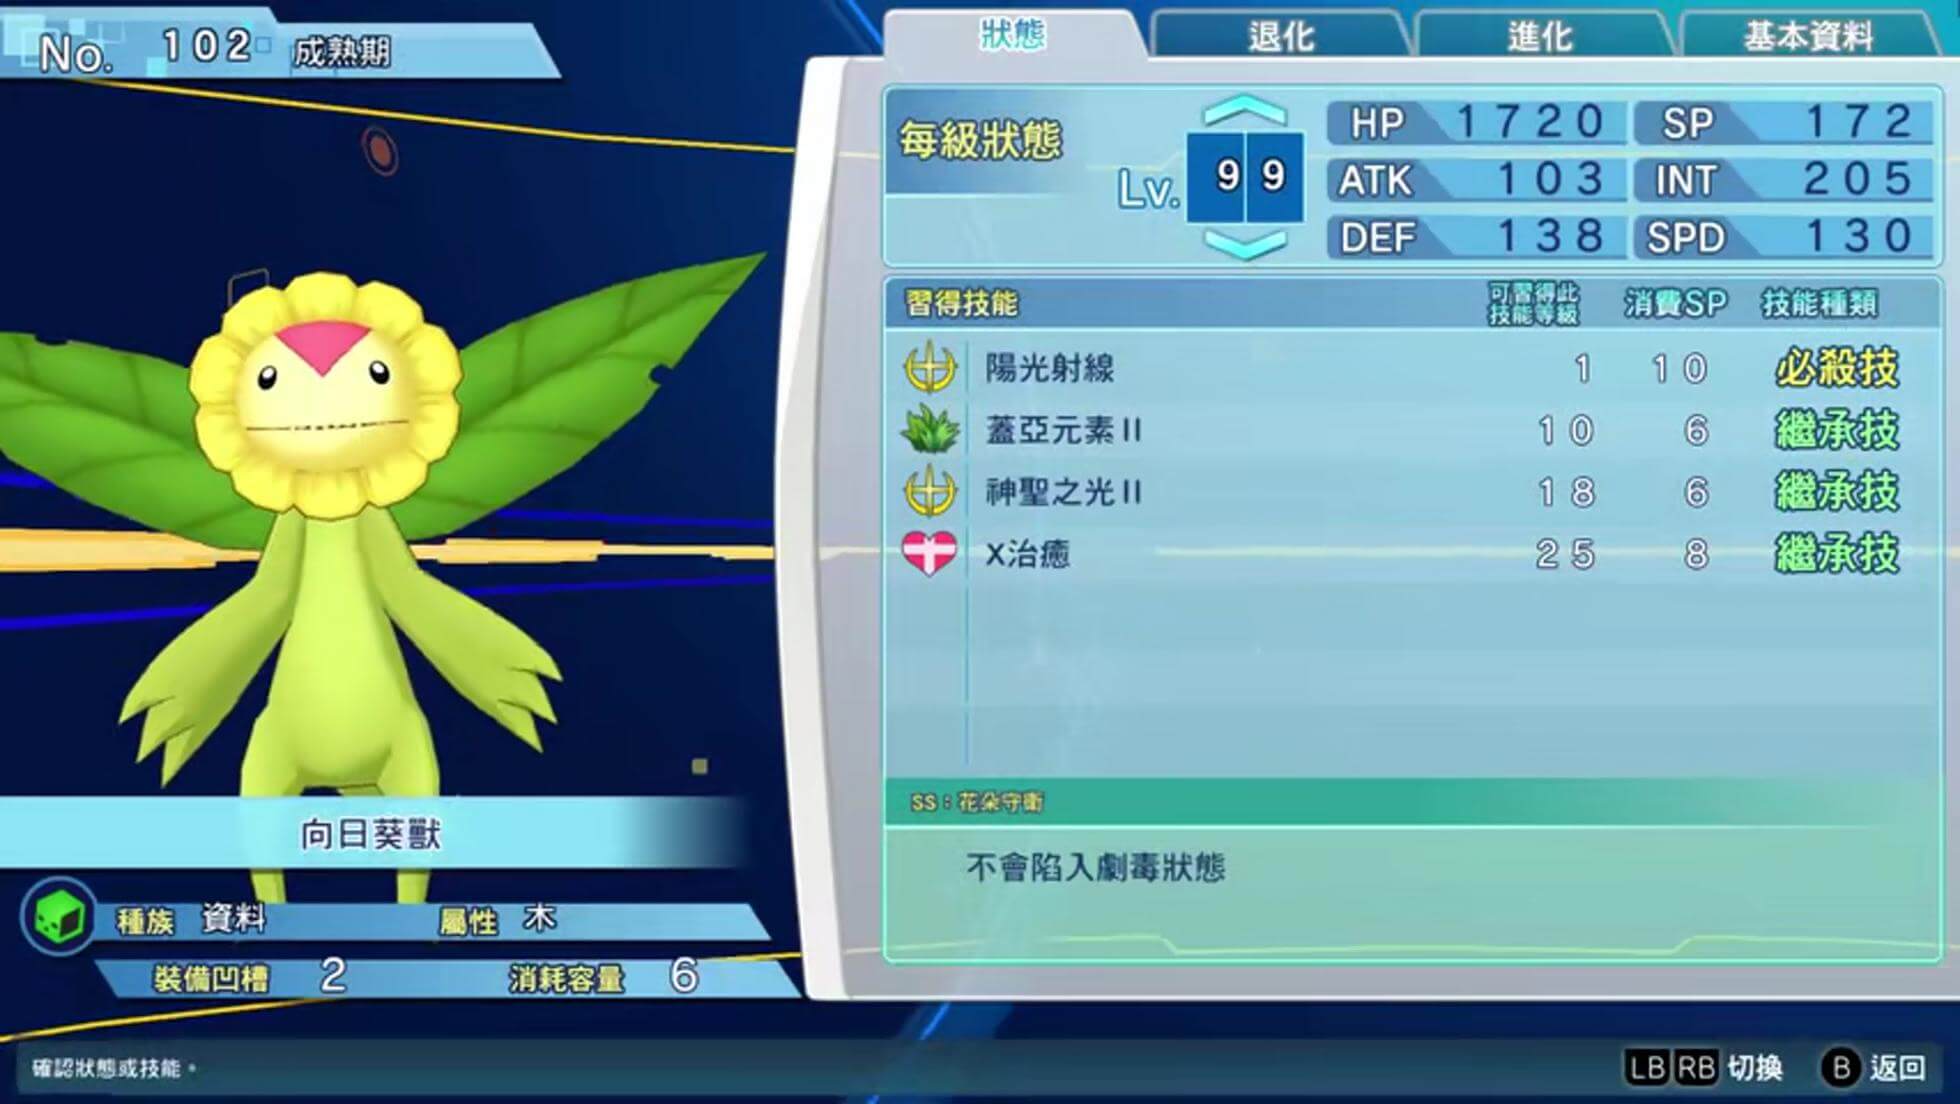 No. 102 成熟期
狀態 退化 進化 基本資料
每級狀態
Lv. 99
HP 1720 SP 172
ATK 103 INT 205
DEF 138 SPD 130
習得技能 可習得此技能等級 消費SP 技能種類
陽光射線 1 10 必殺技
蓋亞元素II 10 6 繼承技
神聖之光II 18 6 繼承技
X治癒 25 8 繼承技
SS：花朵守衛
不會陷入劇毒狀態
向日葵獸
種族 資料 屬性 木
裝備凹槽 2 消耗容量 6
確認狀態或技能。
LB RB 切換 B 返回